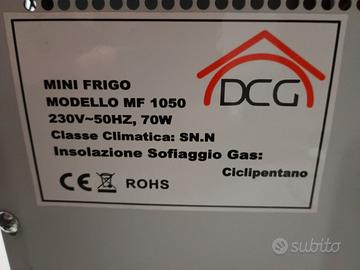 DCG
MINI FRIGO
MODELLO MF 1050
230V~50HZ, 70W
Classe Climatica: SN.N
Insolazione Sofiaggio Gas:
Ciclipentano
CE ROHS
subito